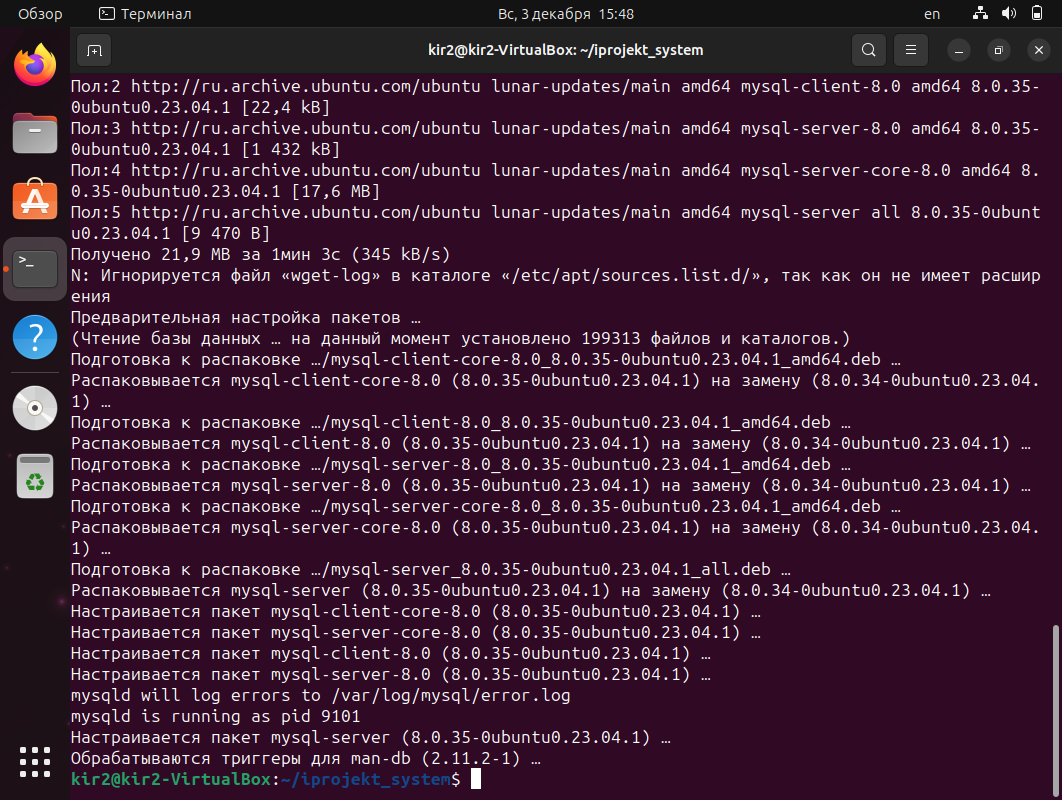 Обзор
Терминал
Вс, 3 декабря 15:48
en
kir2@kir2-VirtualBox: ~/iprojekt_system
Пол:2 http://ru.archive.ubuntu.com/ubuntu lunar-updates/main amd64 mysql-client-8.0 amd64 8.0.35-
0ubuntu0.23.04.1 [22,4 kB]
Пол:3 http://ru.archive.ubuntu.com/ubuntu lunar-updates/main amd64 mysql-server-8.0 amd64 8.0.35-
0ubuntu0.23.04.1 [1 432 kB]
Пол:4 http://ru.archive.ubuntu.com/ubuntu lunar-updates/main amd64 mysql-server-core-8.0 amd64 8.
0.35-0ubuntu0.23.04.1 [17,6 MB]
Пол:5 http://ru.archive.ubuntu.com/ubuntu lunar-updates/main amd64 mysql-server all 8.0.35-0ubunt
u0.23.04.1 [9 470 B]
Получено 21,9 MB за 1мин 3с (345 kB/s)
N: Игнорируется файл «wget-log» в каталоге «/etc/apt/sources.list.d/», так как он не имеет расшир
ения
Предварительная настройка пакетов …
(Чтение базы данных … на данный момент установлено 199313 файлов и каталогов.)
Подготовка к распаковке …/mysql-client-core-8.0_8.0.35-0ubuntu0.23.04.1_amd64.deb …
Распаковывается mysql-client-core-8.0 (8.0.35-0ubuntu0.23.04.1) на замену (8.0.34-0ubuntu0.23.04.
1) …
Подготовка к распаковке …/mysql-client-8.0_8.0.35-0ubuntu0.23.04.1_amd64.deb …
Распаковывается mysql-client-8.0 (8.0.35-0ubuntu0.23.04.1) на замену (8.0.34-0ubuntu0.23.04.1) …
Подготовка к распаковке …/mysql-server-8.0_8.0.35-0ubuntu0.23.04.1_amd64.deb …
Распаковывается mysql-server-8.0 (8.0.35-0ubuntu0.23.04.1) на замену (8.0.34-0ubuntu0.23.04.1) …
Подготовка к распаковке …/mysql-server-core-8.0_8.0.35-0ubuntu0.23.04.1_amd64.deb …
Распаковывается mysql-server-core-8.0 (8.0.35-0ubuntu0.23.04.1) на замену (8.0.34-0ubuntu0.23.04.
1) …
Подготовка к распаковке …/mysql-server_8.0.35-0ubuntu0.23.04.1_all.deb …
Распаковывается mysql-server (8.0.35-0ubuntu0.23.04.1) на замену (8.0.34-0ubuntu0.23.04.1) …
Настраивается пакет mysql-client-core-8.0 (8.0.35-0ubuntu0.23.04.1) …
Настраивается пакет mysql-server-core-8.0 (8.0.35-0ubuntu0.23.04.1) …
Настраивается пакет mysql-client-8.0 (8.0.35-0ubuntu0.23.04.1) …
Настраивается пакет mysql-server-8.0 (8.0.35-0ubuntu0.23.04.1) …
mysqld will log errors to /var/log/mysql/error.log
mysqld is running as pid 9101
Настраивается пакет mysql-server (8.0.35-0ubuntu0.23.04.1) …
Обрабатываются триггеры для man-db (2.11.2-1) …
kir2@kir2-VirtualBox:~/iprojekt_system$